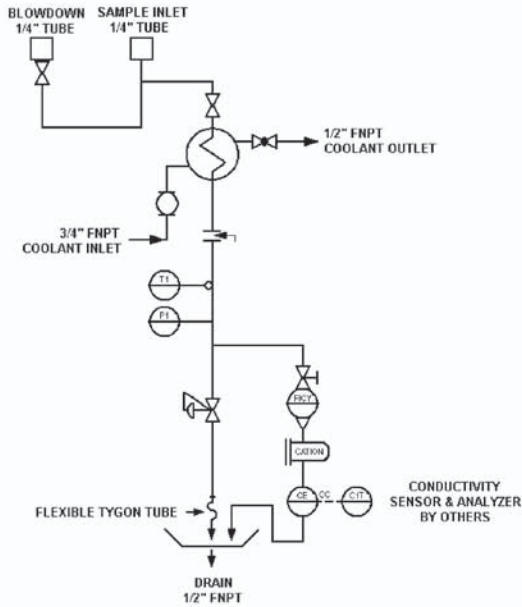 BLOWDOWN
1/4" TUBE
SAMPLE INLET
1/4" TUBE
1/2" FNPT
COOLANT OUTLET
3/4" FNPT
COOLANT INLET
T1
P1
CATION
CE
CC
CIT
CONDUCTIVITY
SENSOR & ANALYZER
BY OTHERS
FLEXIBLE TYGON TUBE
DRAIN
1/2" FNPT